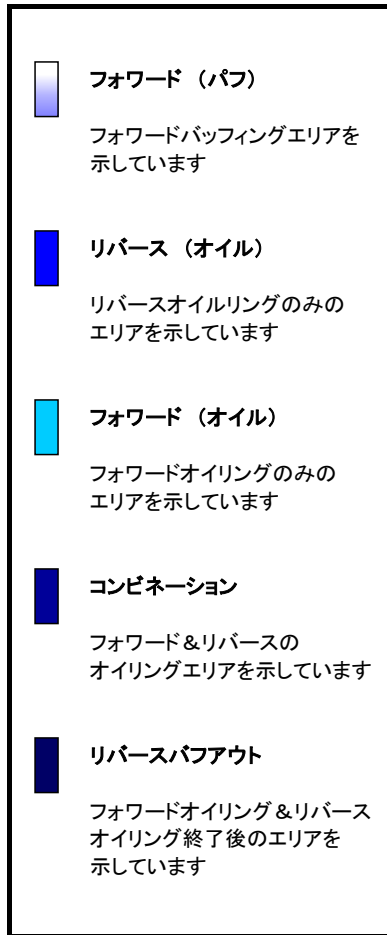 フォワード （パフ）
フォワードバッフィングエリアを
示しています
リバース （オイル）
リバースオイルリングのみの
エリアを示しています
フォワード （オイル）
フォワードオイリングのみの
エリアを示しています
コンビネーション
フォワード＆リバースの
オイリングエリアを示しています
リバースバフアウト
フォワードオイリング＆リバース
オイリング終了後のエリアを
示しています